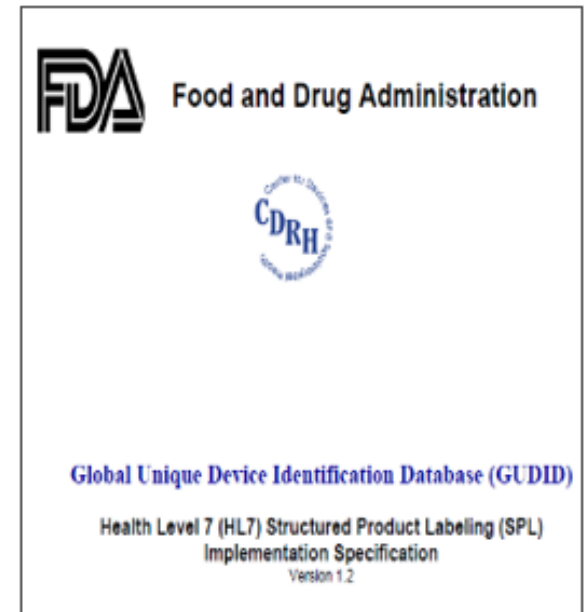 FDA
Food and Drug Administration
CDRH
Global Unique Device Identification Database (GUDID)
Health Level 7 (HL7) Structured Product Labeling (SPL)
Implementation Specification
Version 1.2